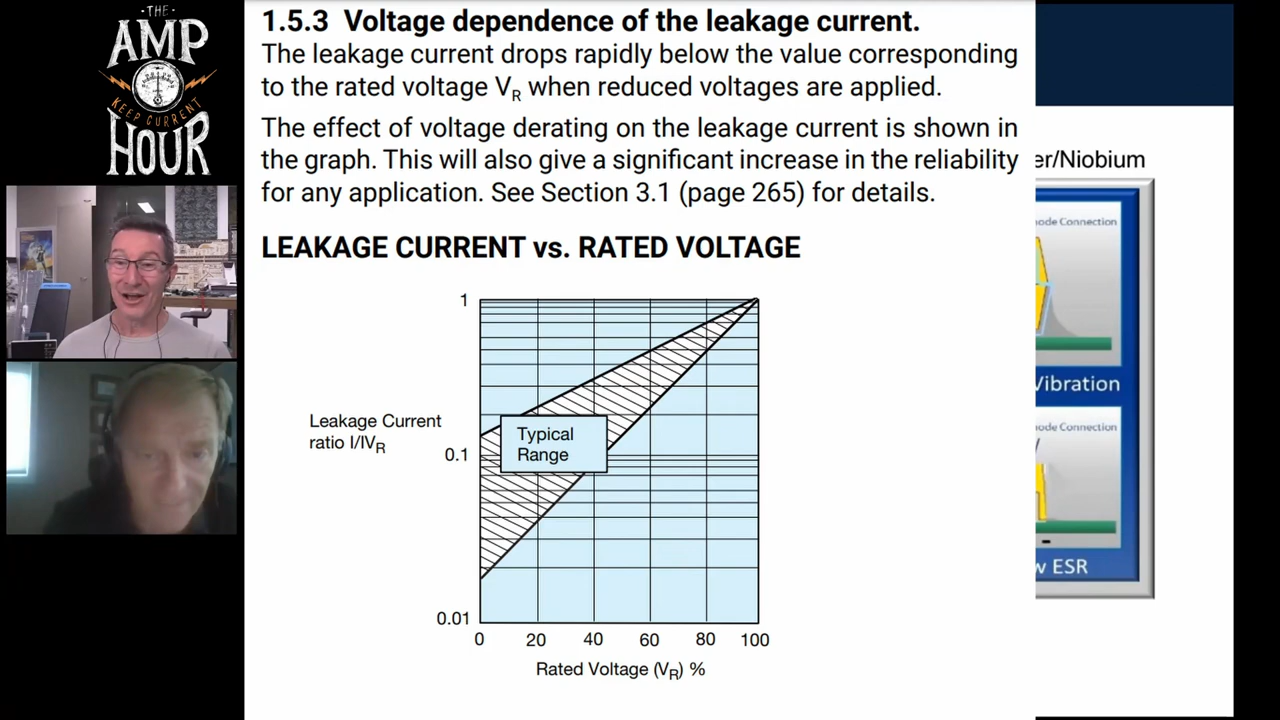 ·THE·
AMP
KEEP CURRENT
HOUR
1.5.3 Voltage dependence of the leakage current.
The leakage current drops rapidly below the value corresponding
to the rated voltage VR when reduced voltages are applied.
The effect of voltage derating on the leakage current is shown in
the graph. This will also give a significant increase in the reliability
for any application. See Section 3.1 (page 265) for details.
LEAKAGE CURRENT vs. RATED VOLTAGE
1
Leakage Current
ratio I/IVR
0.1
0.01
Typical
Range
0 20 40 60 80 100
Rated Voltage (VR) %
er/Niobium
ode Connection
Vibration
ode Connection
-
w ESR